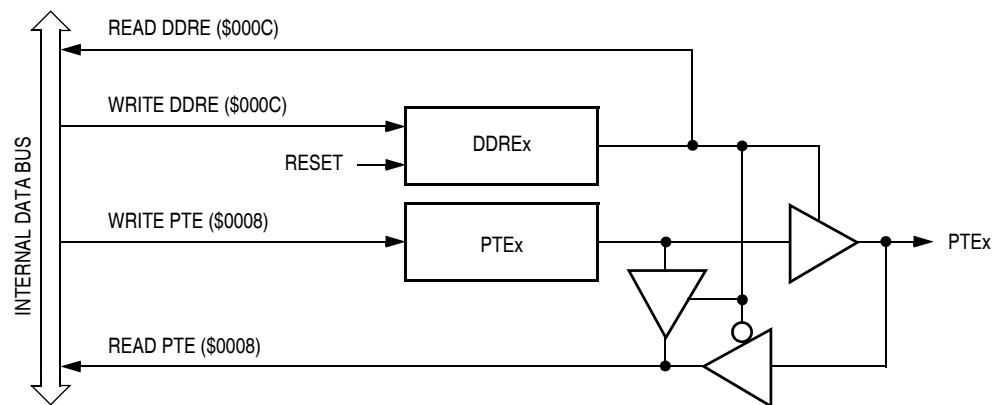 READ DDRE ($000C)
WRITE DDRE ($000C)
DDREx
RESET
WRITE PTE ($0008)
PTEx
PTEx
READ PTE ($0008)
INTERNAL DATA BUS